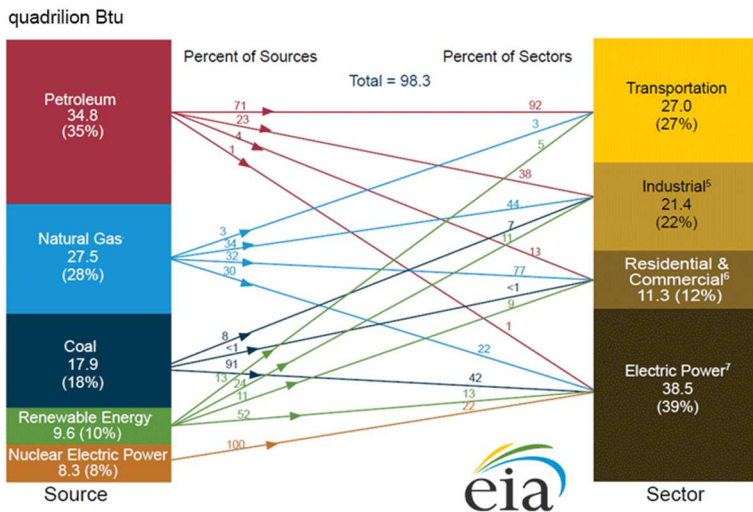 quadrilion Btu
Percent of Sources
Percent of Sectors
Total = 98.3
Petroleum
34.8
(35%)
71
23
4
1
92
3
5
Transportation
27.0
(27%)
38
Industrial⁵
21.4
(22%)
44
7
11
Natural Gas
27.5
(28%)
3
34
32
30
13
77
<1
9
Residential &
Commercial⁶
11.3 (12%)
Coal
17.9
(18%)
8
<1
91
1
22
42
13
22
Electric Power⁷
38.5
(39%)
13
24
11
52
Renewable Energy
9.6 (10%)
Nuclear Electric Power
8.3 (8%)
100
Source
eia
Sector